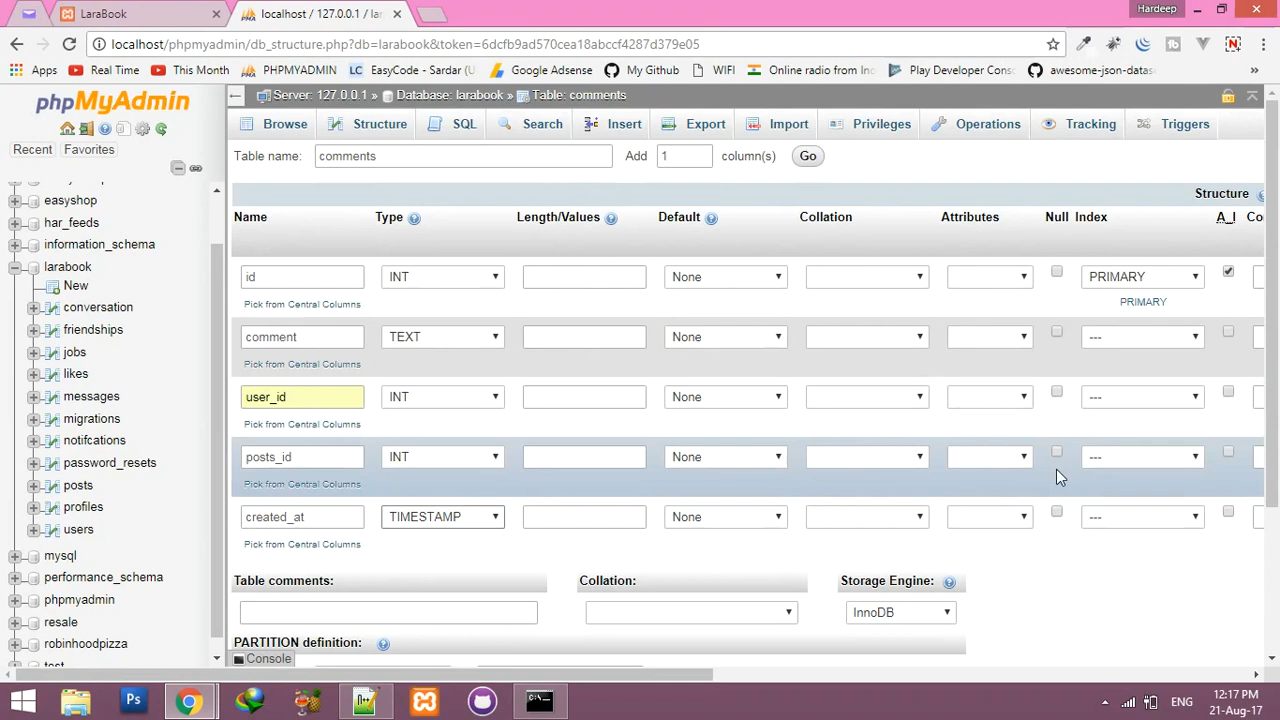 Hardeep
LaraBook
localhost / 127.0.0.1 / lar
localhost/phpmyadmin/db_structure.php?db=larabook&token=6dcfb9ad570cea18abccf4287d379e05
Apps Real Time This Month PHPMYADMIN LC EasyCode - Sardar (U Google Adsense My Github WIFI Online radio from Ind Play Developer Conso awesome-json-datas
phpMyAdmin
Recent Favorites
easyshop
har_feeds
information_schema
larabook
New
conversation
friendships
jobs
likes
messages
migrations
notifcations
password_resets
posts
profiles
users
mysql
performance_schema
phpmyadmin
resale
robinhoodpizza
test
Server: 127.0.0.1 » Database: larabook » Table: comments
Browse Structure SQL Search Insert Export Import Privileges Operations Tracking Triggers
Table name: comments Add 1 column(s) Go
Structure
Name Type Length/Values Default Collation Attributes Null Index A_I Co
id INT None PRIMARY
Pick from Central Columns PRIMARY
comment TEXT None ---
Pick from Central Columns
user_id INT None ---
Pick from Central Columns
posts_id INT None ---
Pick from Central Columns
created_at TIMESTAMP None ---
Pick from Central Columns
Table comments: Collation: Storage Engine:
InnoDB
PARTITION definition:
Console
Ps
ENG
12:17 PM
21-Aug-17